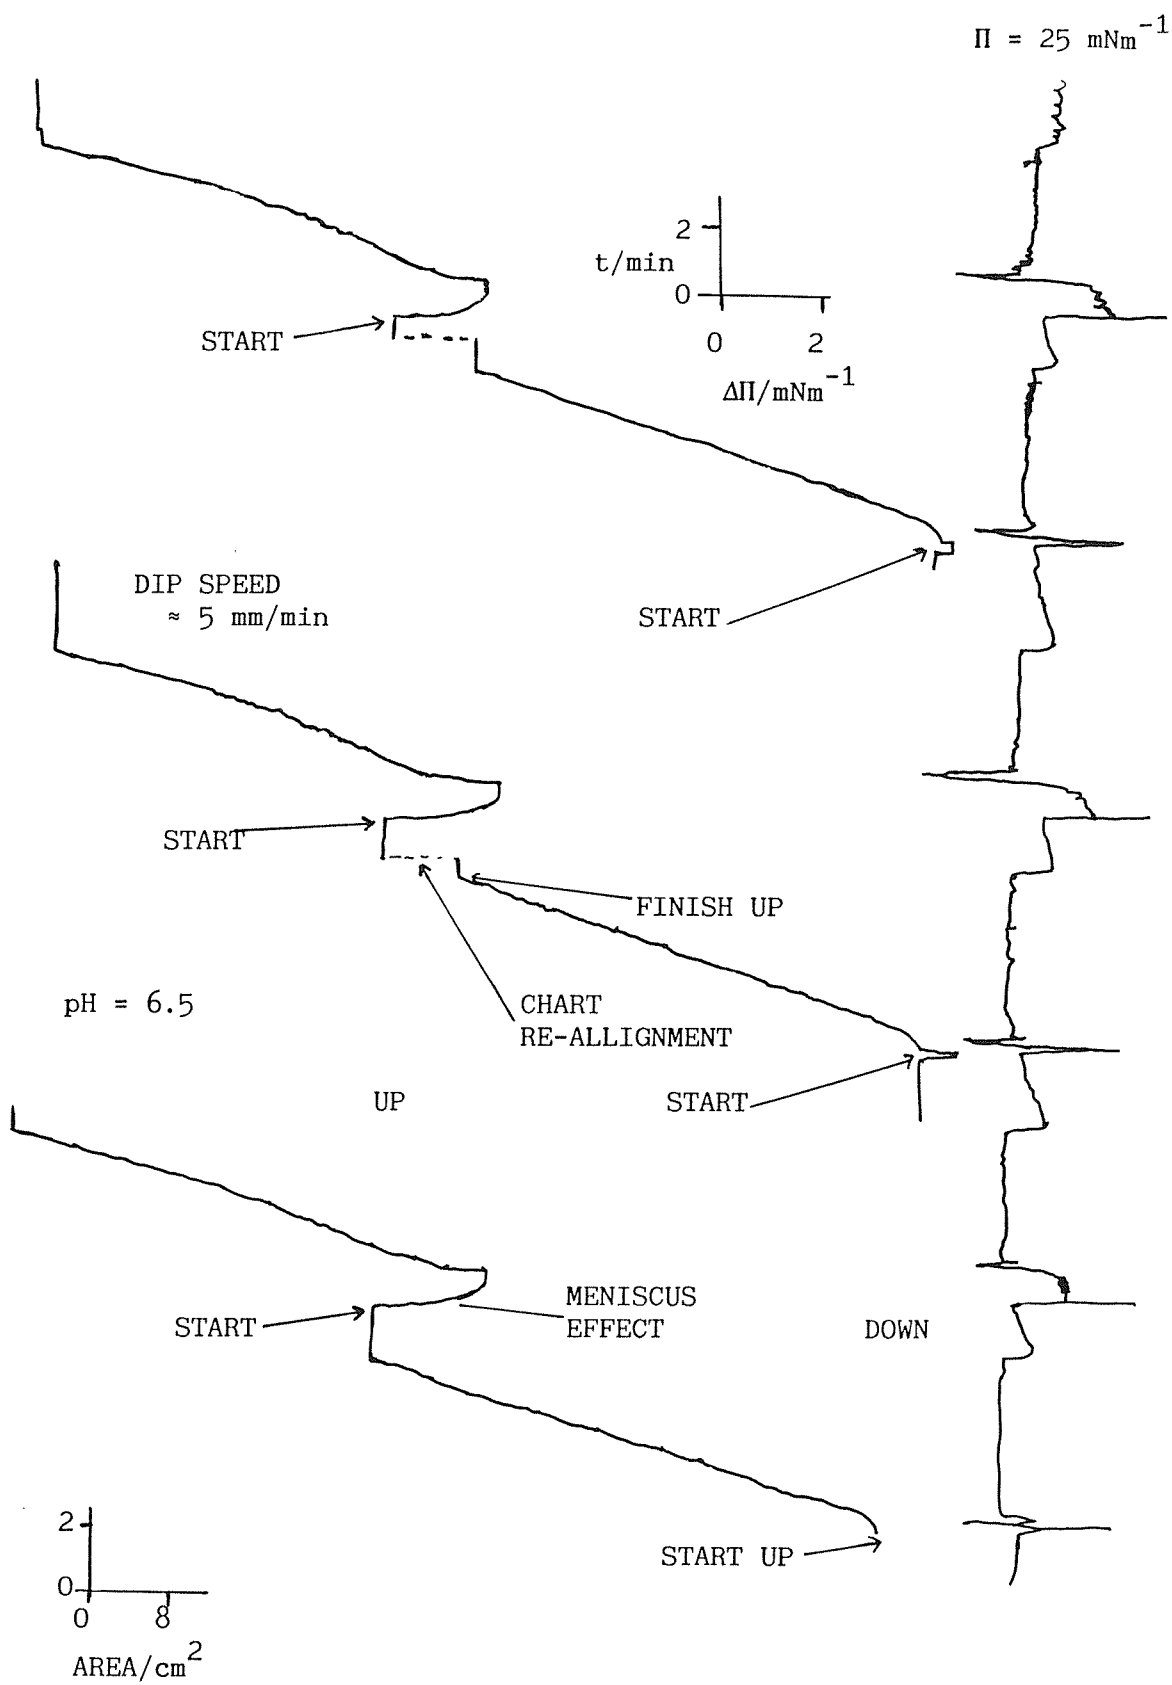 Π = 25 mNm⁻¹
2
t/min
0
0 2
ΔΠ/mNm⁻¹
START
START
DIP SPEED
≈ 5 mm/min
START
FINISH UP
CHART
RE-ALLIGNMENT
pH = 6.5
UP
START
START
MENISCUS
EFFECT
DOWN
START UP
2
0
0 8
AREA/cm²